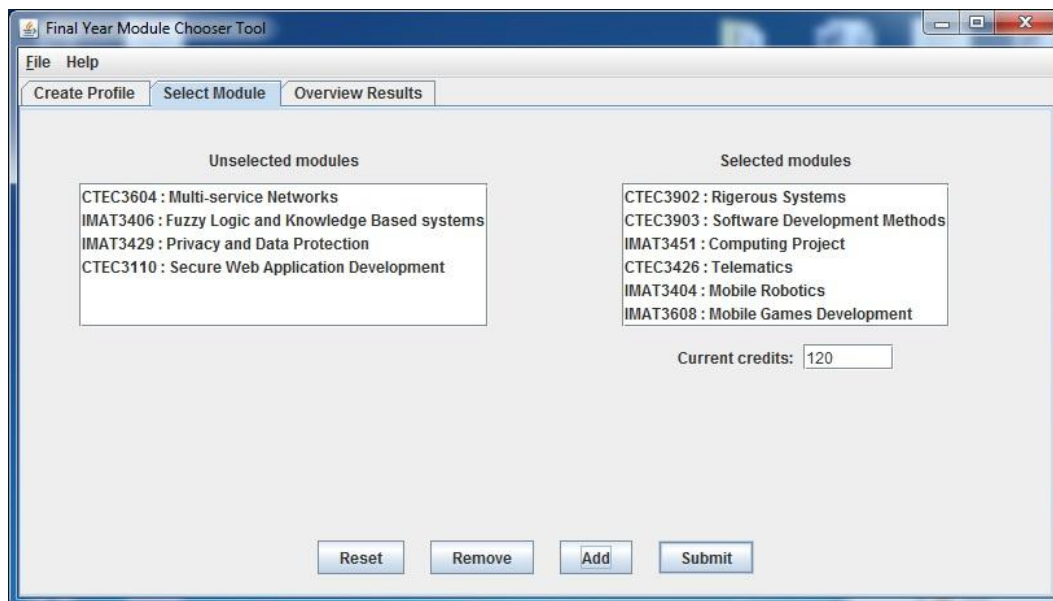 Final Year Module Chooser Tool
File Help
Create Profile Select Module Overview Results
Unselected modules
CTEC3604 : Multi-service Networks
IMAT3406 : Fuzzy Logic and Knowledge Based systems
IMAT3429 : Privacy and Data Protection
CTEC3110 : Secure Web Application Development
Selected modules
CTEC3902 : Rigerous Systems
CTEC3903 : Software Development Methods
IMAT3451 : Computing Project
CTEC3426 : Telematics
IMAT3404 : Mobile Robotics
IMAT3608 : Mobile Games Development
Current credits: 120
Reset Remove Add Submit